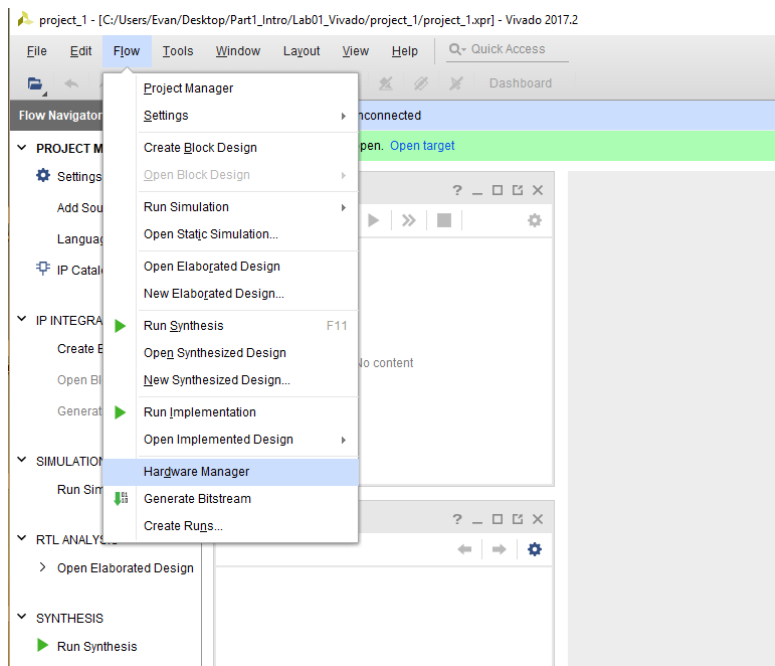 project_1 - [C:/Users/Evan/Desktop/Part1_Intro/Lab01_Vivado/project_1/project_1.xpr] - Vivado 2017.2
File Edit Flow Tools Window Layout View Help Quick Access
Dashboard
Flow Navigator
nconnected
pen. Open target
Project Manager
Settings
Create Block Design
Open Block Design
Run Simulation
Open Static Simulation...
Open Elaborated Design
New Elaborated Design...
Run Synthesis F11
Open Synthesized Design
New Synthesized Design...
Run Implementation
Open Implemented Design
Hardware Manager
Generate Bitstream
Create Runs...
PROJECT M
Settings
Add Sou
Languag
IP Catal
IP INTEGRA
Create B
Open Bl
Generat
SIMULATION
Run Sim
RTL ANALYSIS
Open Elaborated Design
SYNTHESIS
Run Synthesis
No content